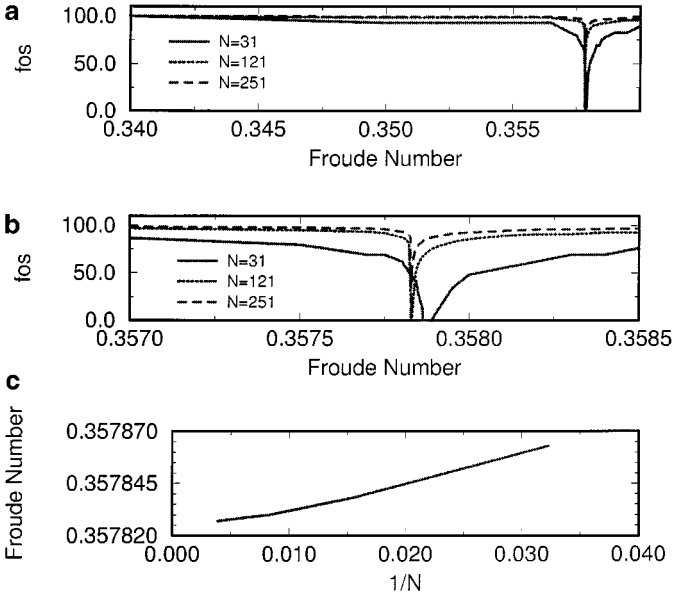 a
100.0
50.0
0.0
fos
N=31
N=121
N=251
0.340 0.345 0.350 0.355
Froude Number
b
100.0
50.0
0.0
fos
N=31
N=121
N=251
0.3570 0.3575 0.3580 0.3585
Froude Number
c
Froude Number
0.357870
0.357845
0.357820
0.000 0.010 0.020 0.030 0.040
1/N